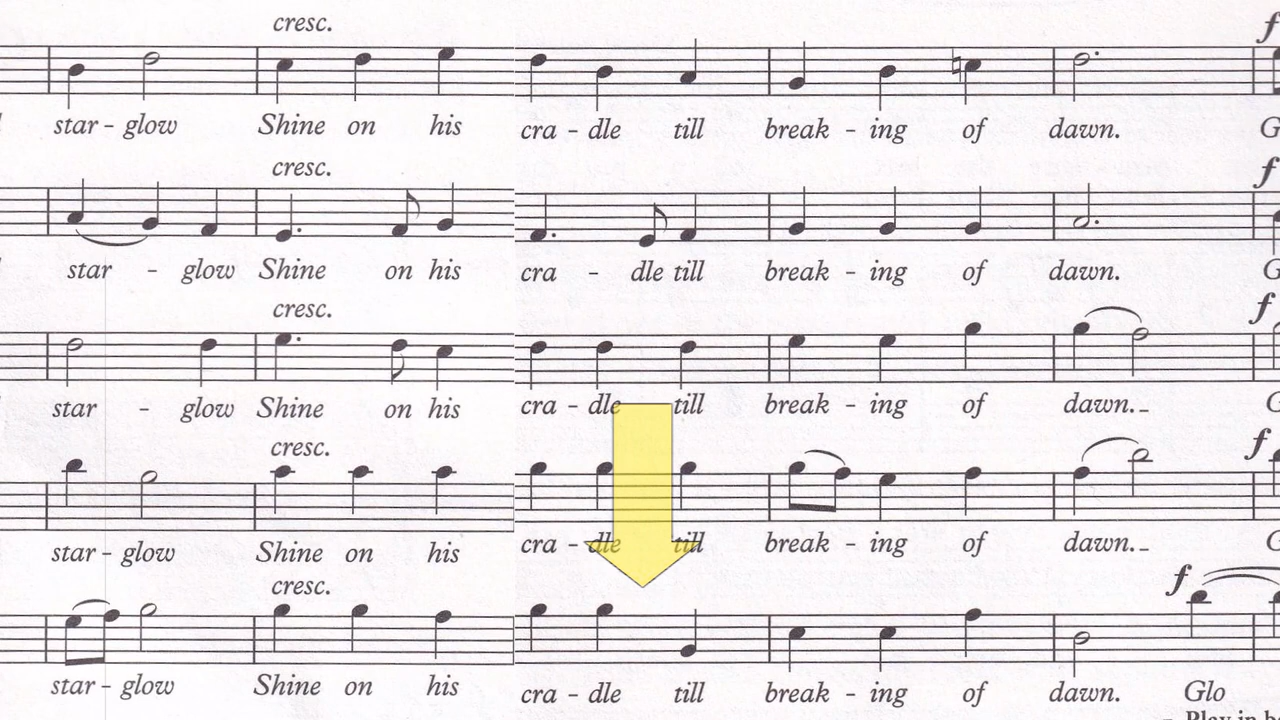 cresc.
f
star - glow Shine on his cra - dle till break - ing of dawn. G
cresc.
f
star - glow Shine on his cra - dle till break - ing of dawn. G
cresc.
f
star - glow Shine on his cra - dle till break - ing of dawn._ G
cresc.
f
star - glow Shine on his cra - dle till break - ing of dawn._ G
cresc.
f
star - glow Shine on his cra - dle till break - ing of dawn. Glo